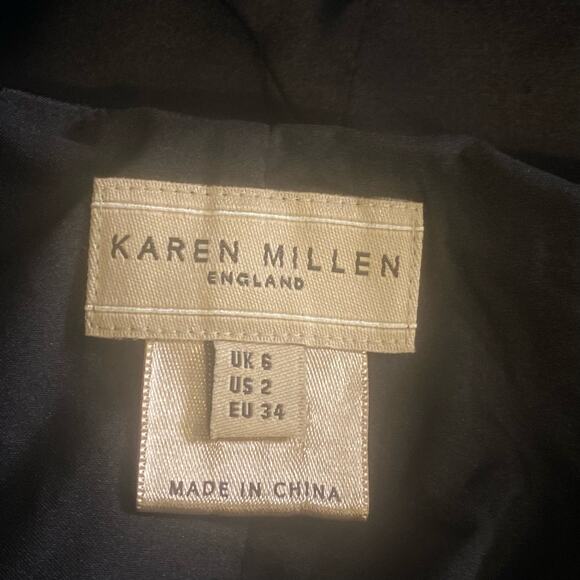 KAREN MILLEN
ENGLAND
UK 6
US 2
EU 34
MADE IN CHINA